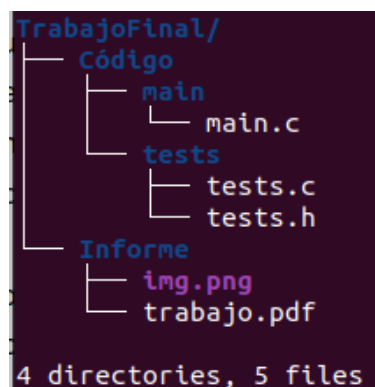 TrabajoFinal/
├── Código
│   ├── main
│   │   └── main.c
│   └── tests
│       ├── tests.c
│       └── tests.h
└── Informe
    ├── img.png
    └── trabajo.pdf
4 directories, 5 files